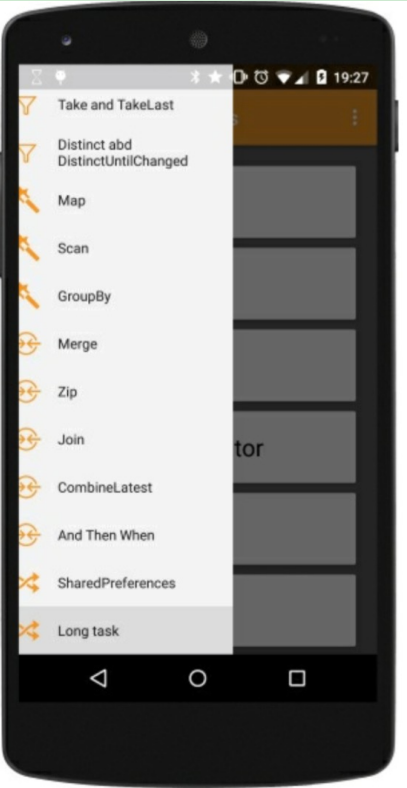 19:27
s
Take and TakeLast
Distinct abd
DistinctUntilChanged
Map
Scan
GroupBy
Merge
Zip
Join
tor
CombineLatest
And Then When
SharedPreferences
Long task